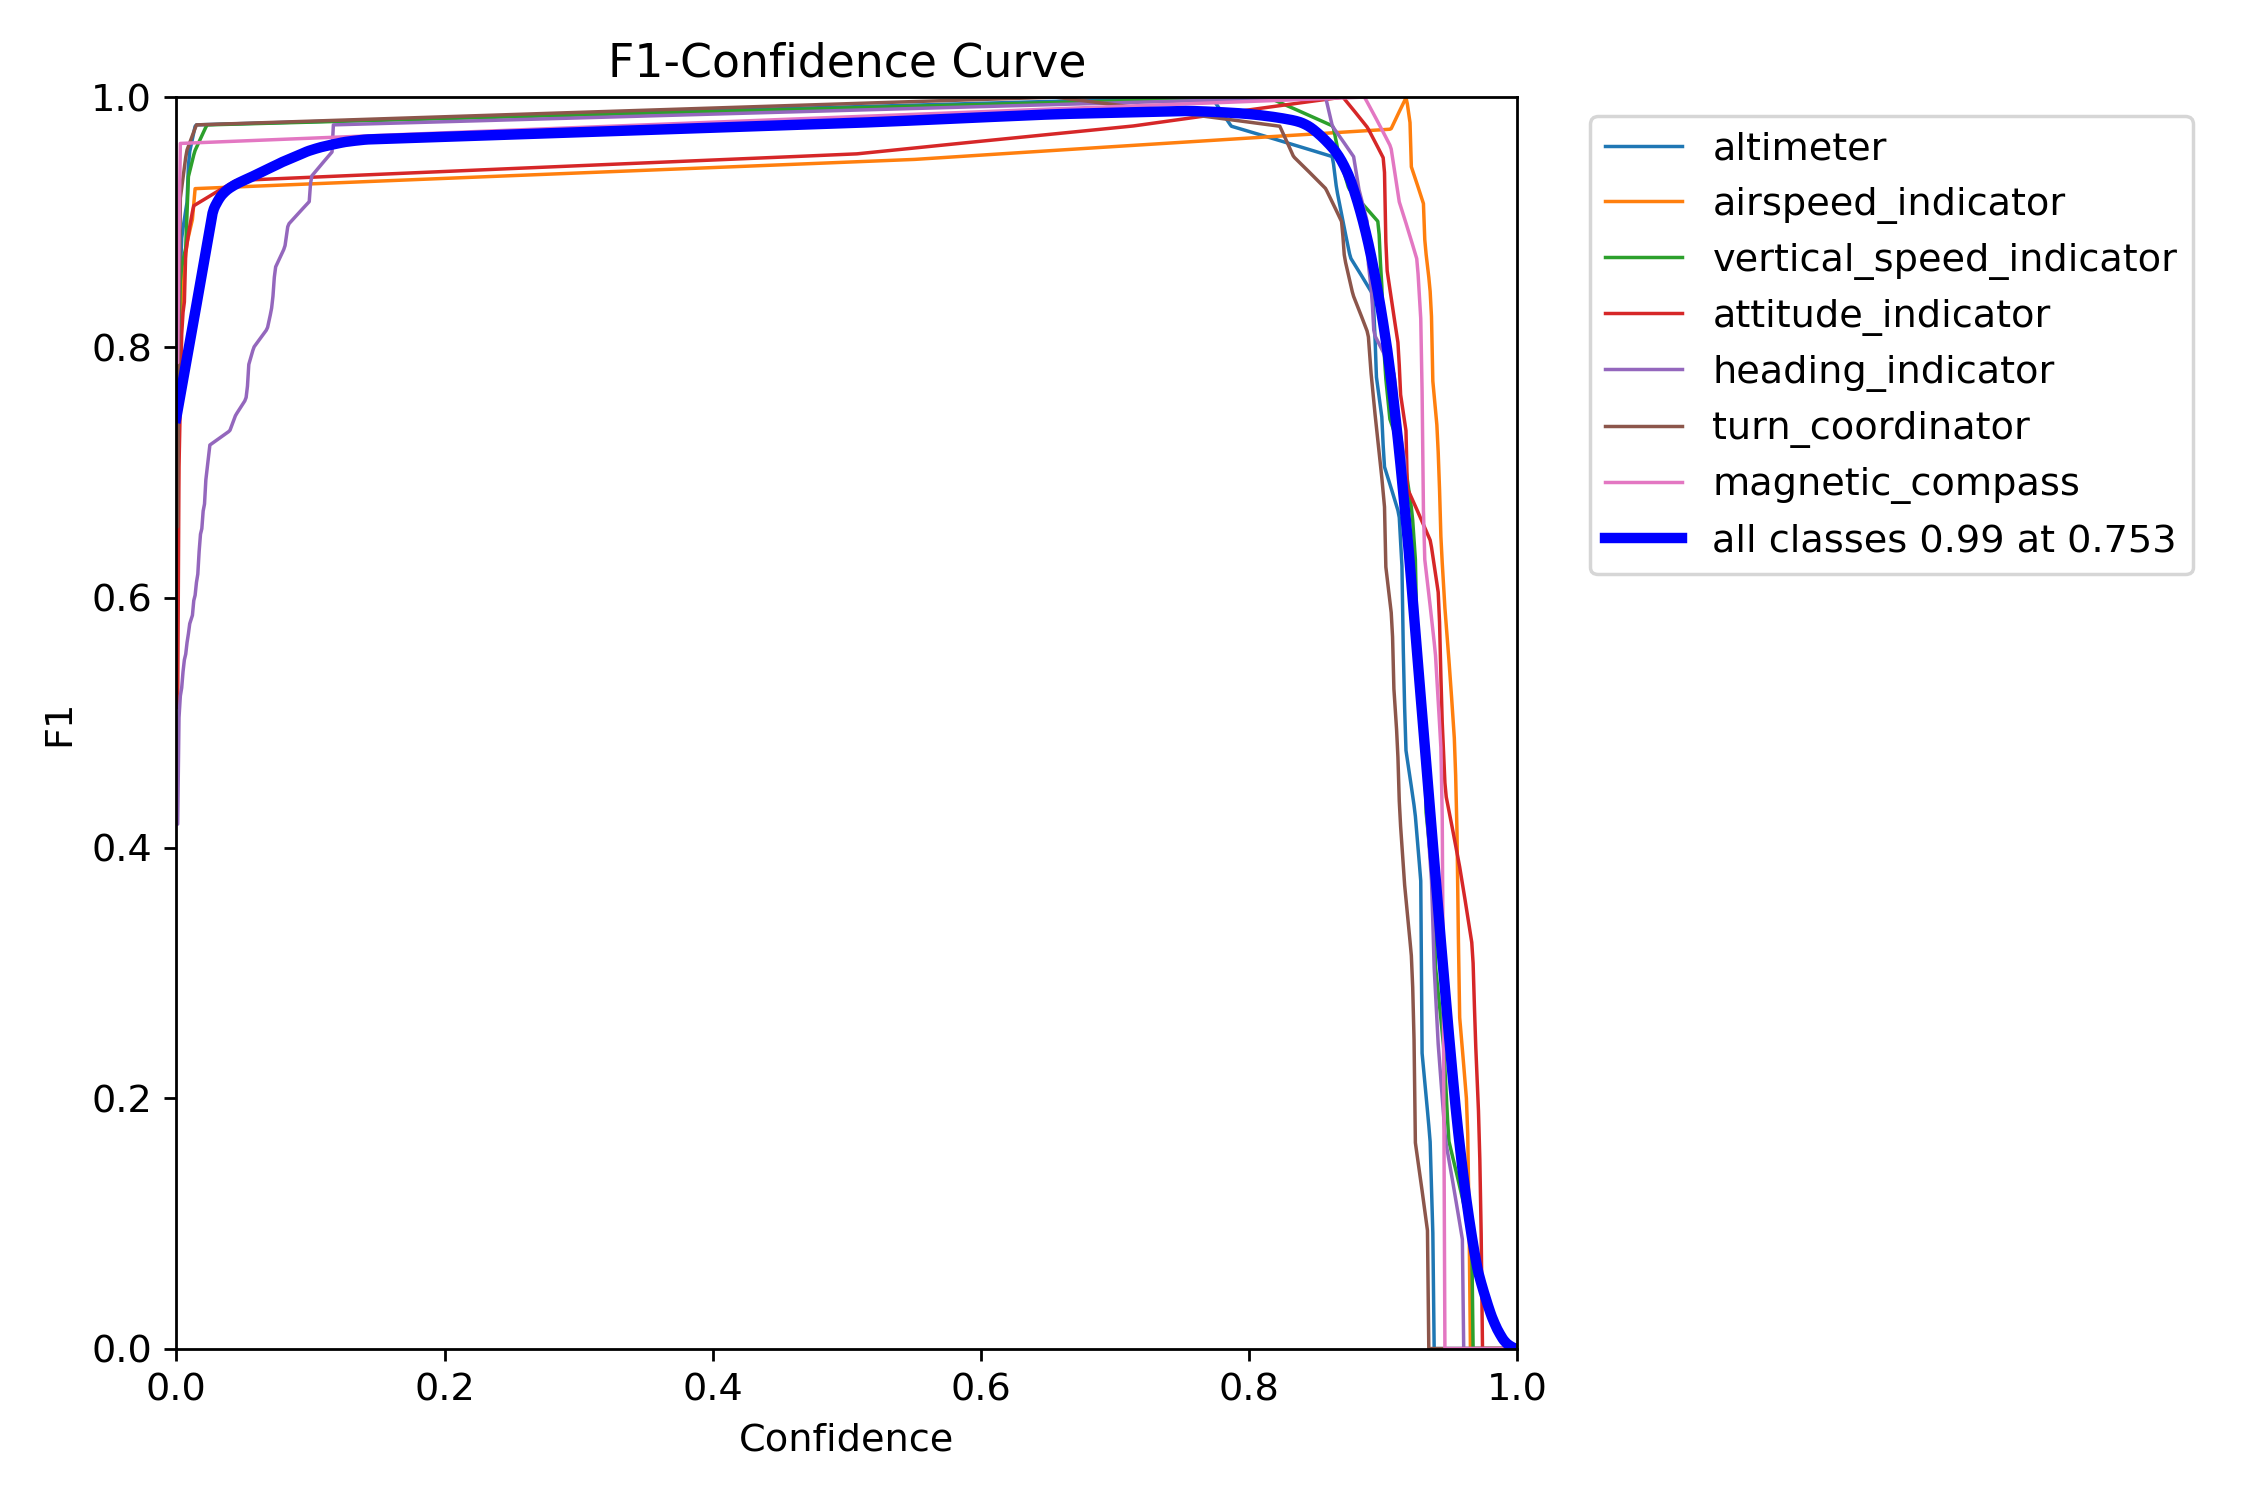 F1-Confidence Curve
1.0
0.8
0.6
0.4
0.2
0.0
F1
0.0 0.2 0.4 0.6 0.8 1.0
Confidence
altimeter
airspeed_indicator
vertical_speed_indicator
attitude_indicator
heading_indicator
turn_coordinator
magnetic_compass
all classes 0.99 at 0.753